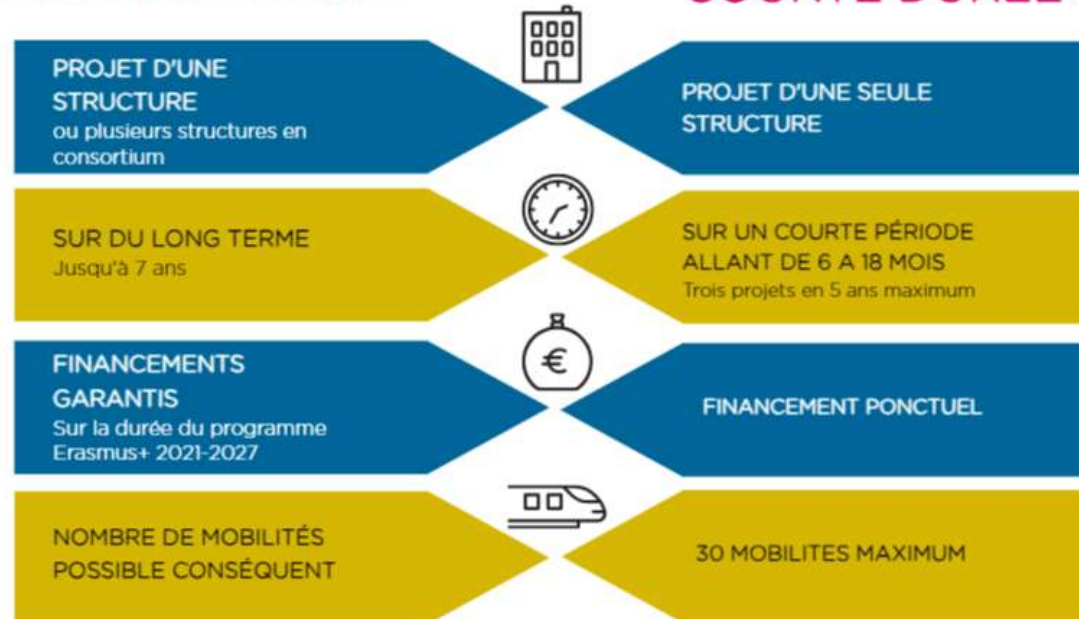 COURTE DURÉE
PROJET D'UNE
STRUCTURE
ou plusieurs structures en
consortium
PROJET D'UNE SEULE
STRUCTURE
SUR DU LONG TERME
Jusqu'à 7 ans
SUR UN COURTE PÉRIODE
ALLANT DE 6 A 18 MOIS
Trois projets en 5 ans maximum
FINANCEMENTS
GARANTIS
Sur la durée du programme
Erasmus+ 2021-2027
€
FINANCEMENT PONCTUEL
NOMBRE DE MOBILITÉS
POSSIBLE CONSÉQUENT
30 MOBILITES MAXIMUM